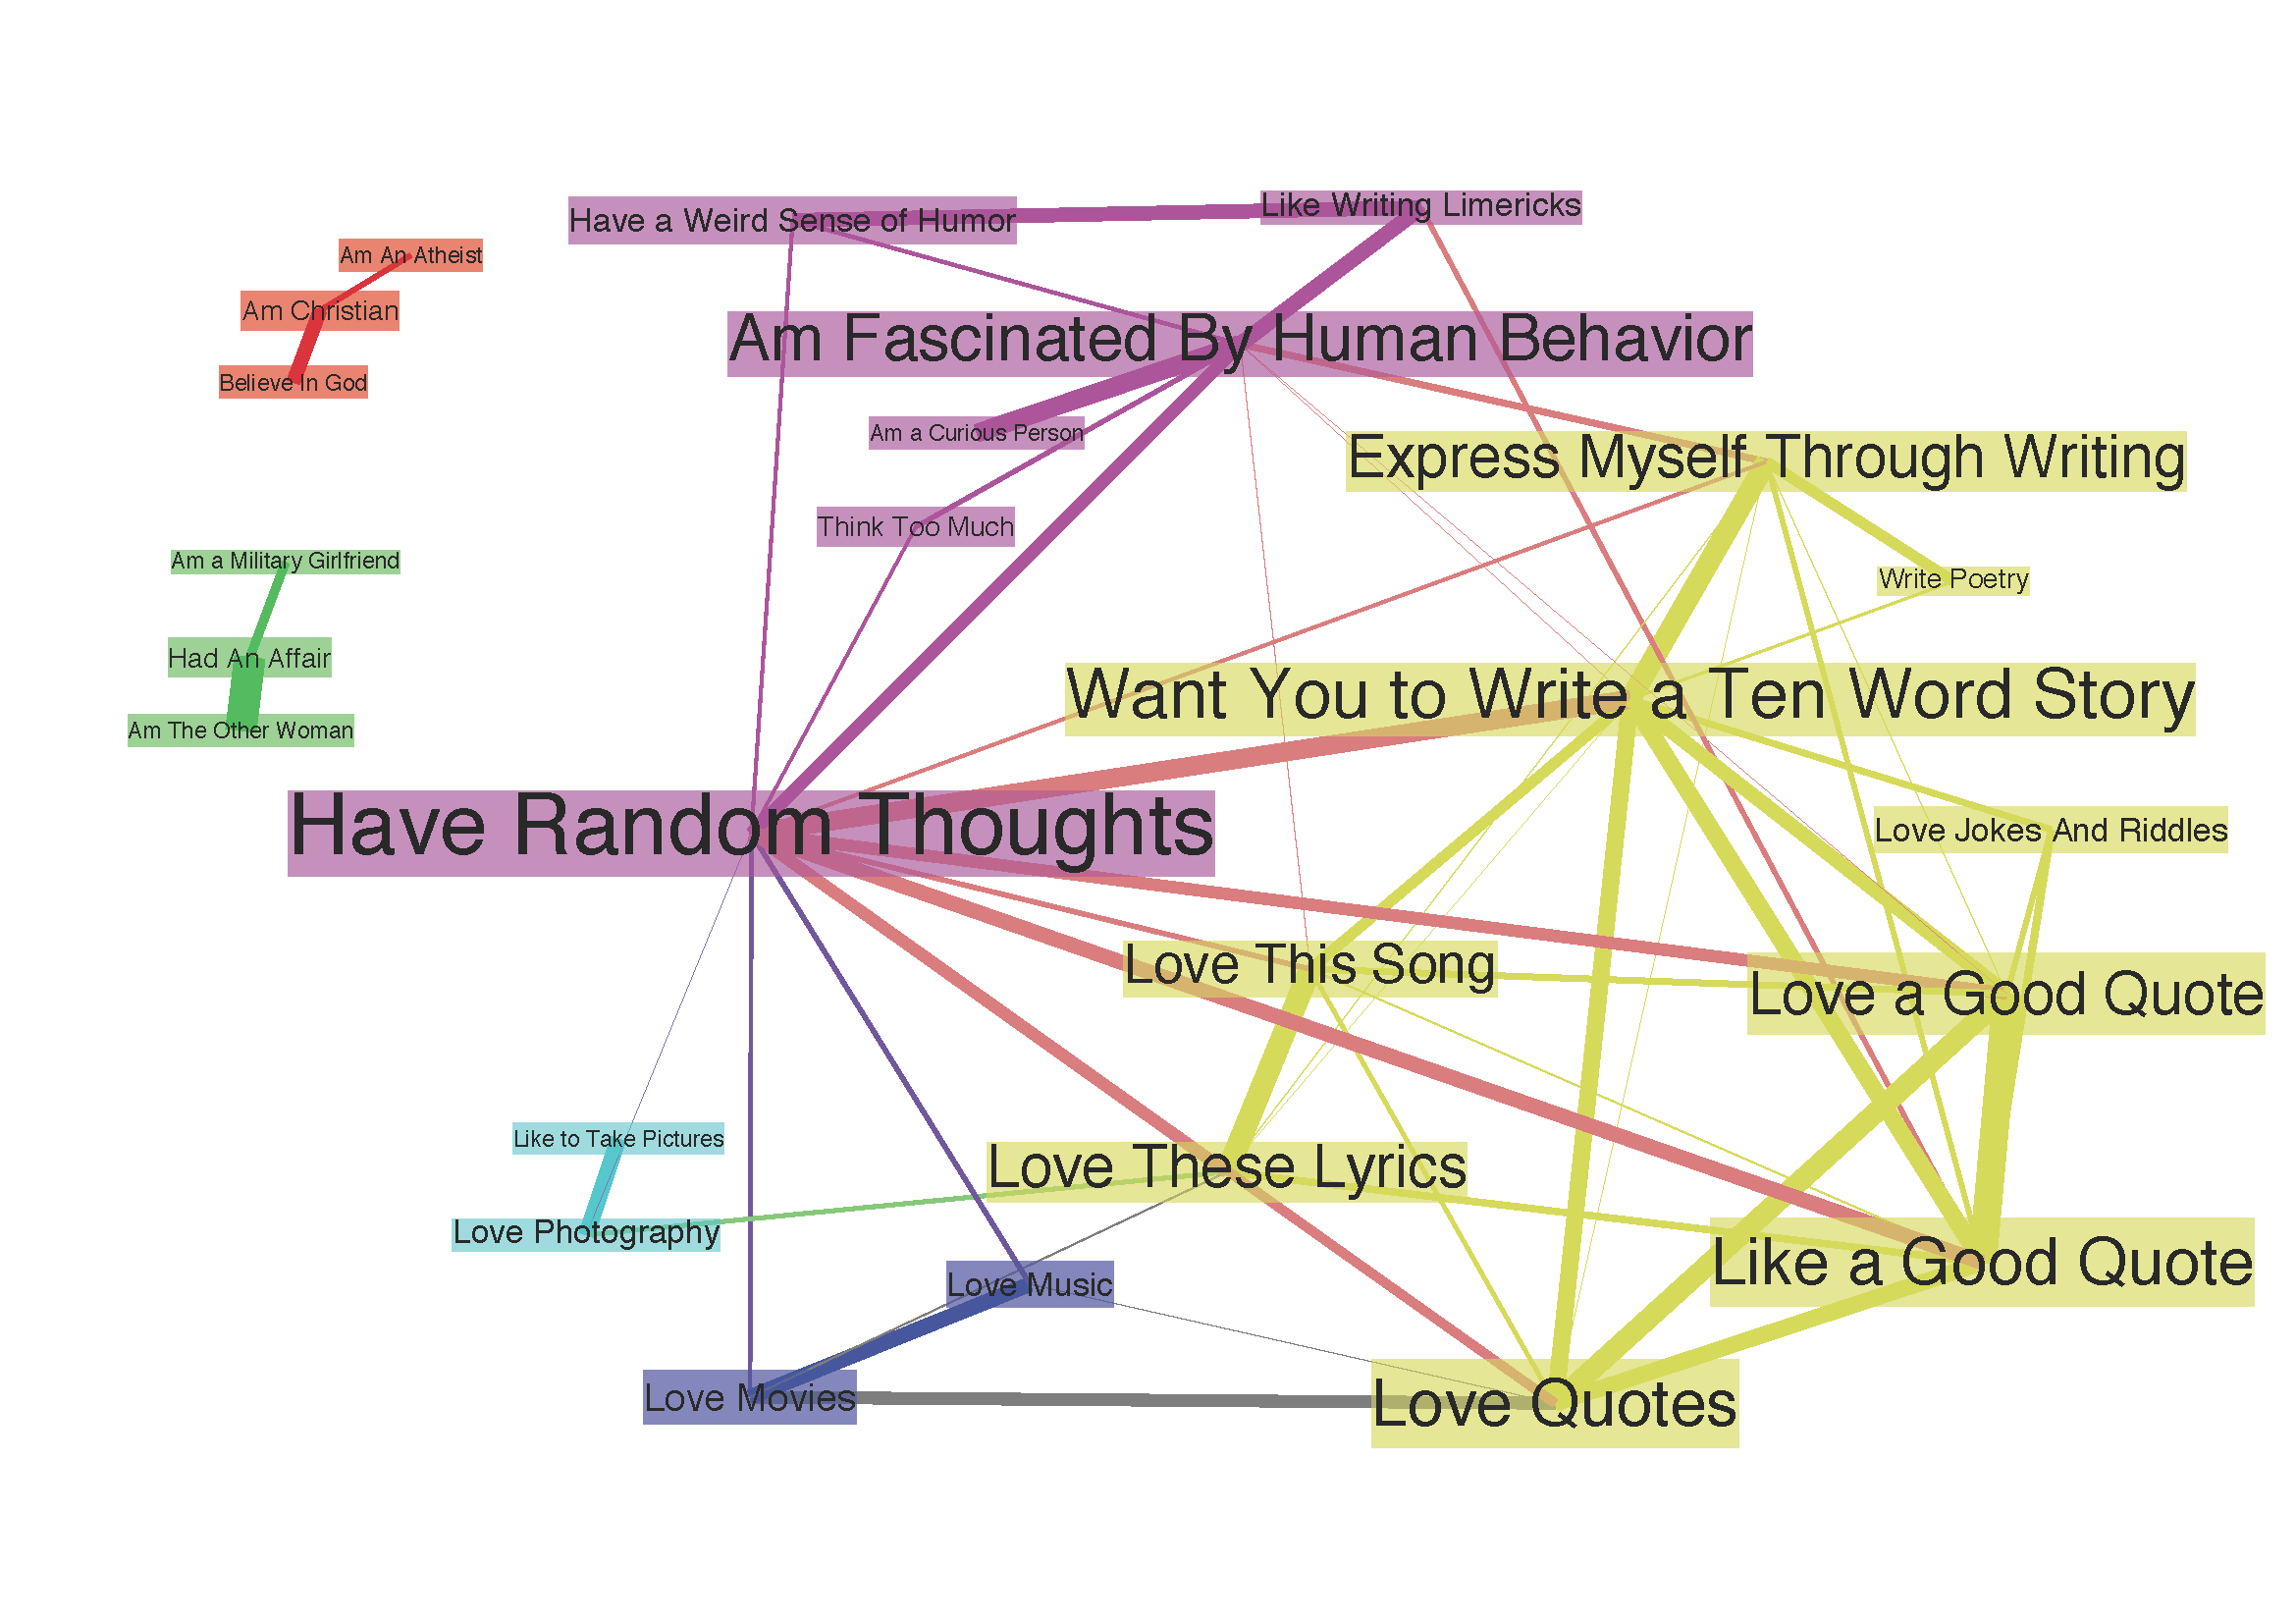 Have a Weird Sense of Humor
Like Writing Limericks
Am An Atheist
Am Christian
Believe In God
Am Fascinated By Human Behavior
Am a Curious Person
Express Myself Through Writing
Think Too Much
Am a Military Girlfriend
Write Poetry
Had An Affair
Am The Other Woman
Want You to Write a Ten Word Story
Have Random Thoughts
Love Jokes And Riddles
Love This Song
Love a Good Quote
Like to Take Pictures
Love These Lyrics
Love Photography
Like a Good Quote
Love Music
Love Movies
Love Quotes